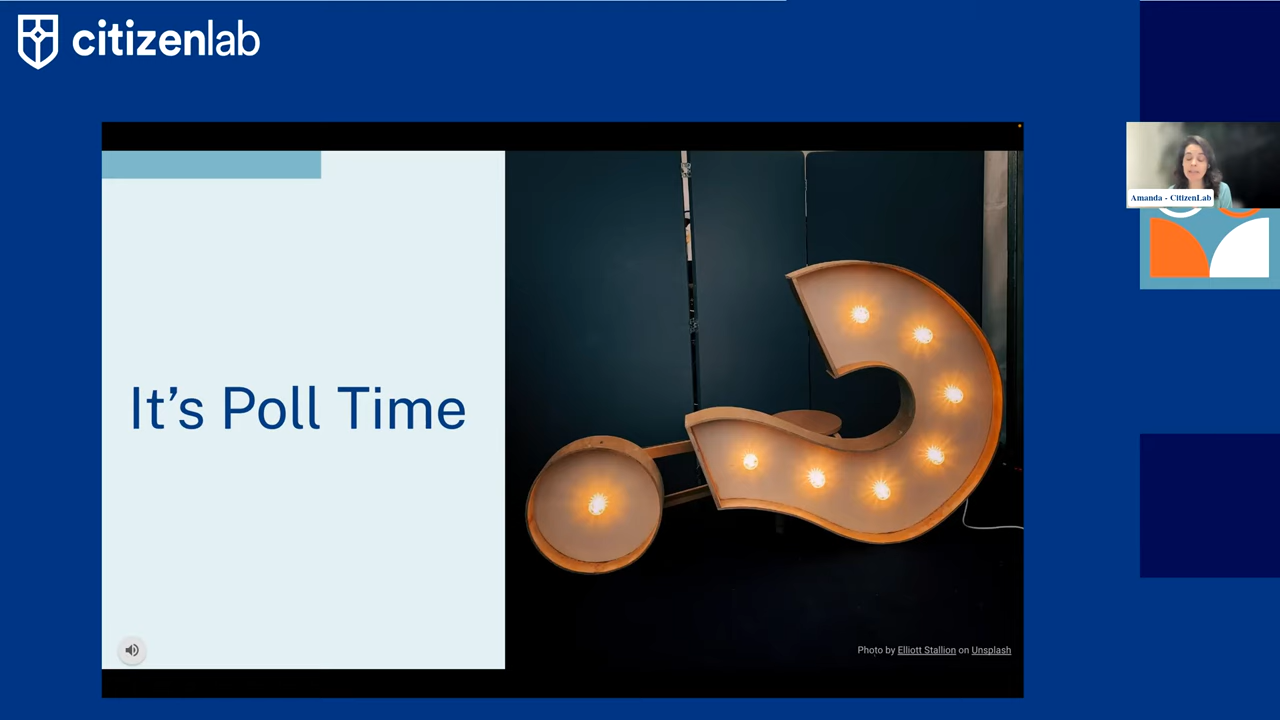 citizenlab
Amanda - CitizenLab
It's Poll Time
Photo by Elliott Stallion on Unsplash